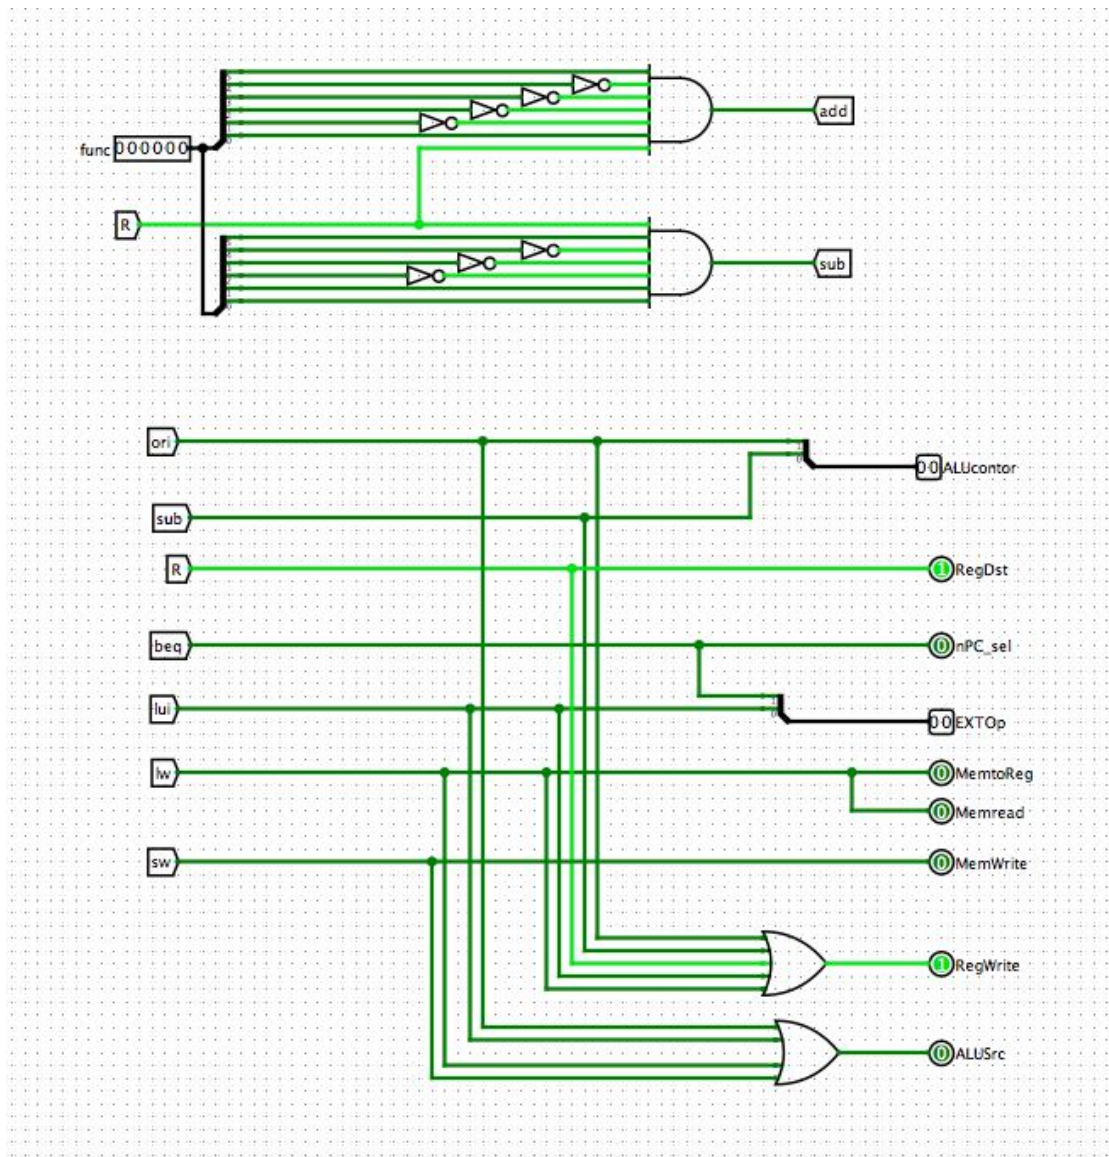 add
func 000000
R
sub
ori
00 ALUcontor
sub
R
1 RegDst
beq
0 nPC_sel
lui
00 EXTOp
lw
0 MemtoReg
0 Memread
sw
0 MemWrite
1 RegWrite
0 ALUSrc